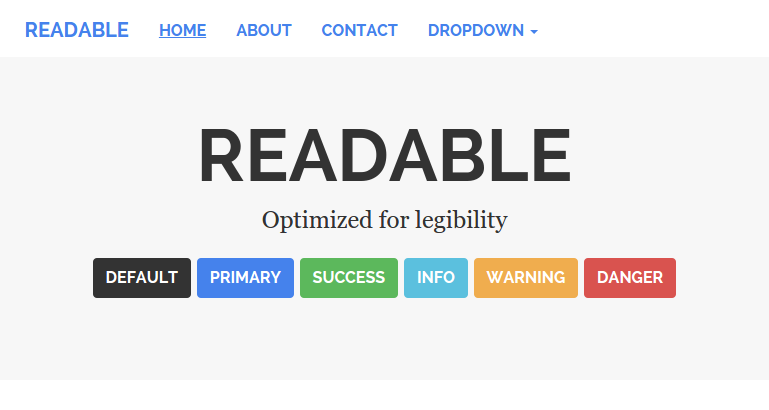 READABLE HOME ABOUT CONTACT DROPDOWN
READABLE
Optimized for legibility
DEFAULT PRIMARY SUCCESS INFO WARNING DANGER